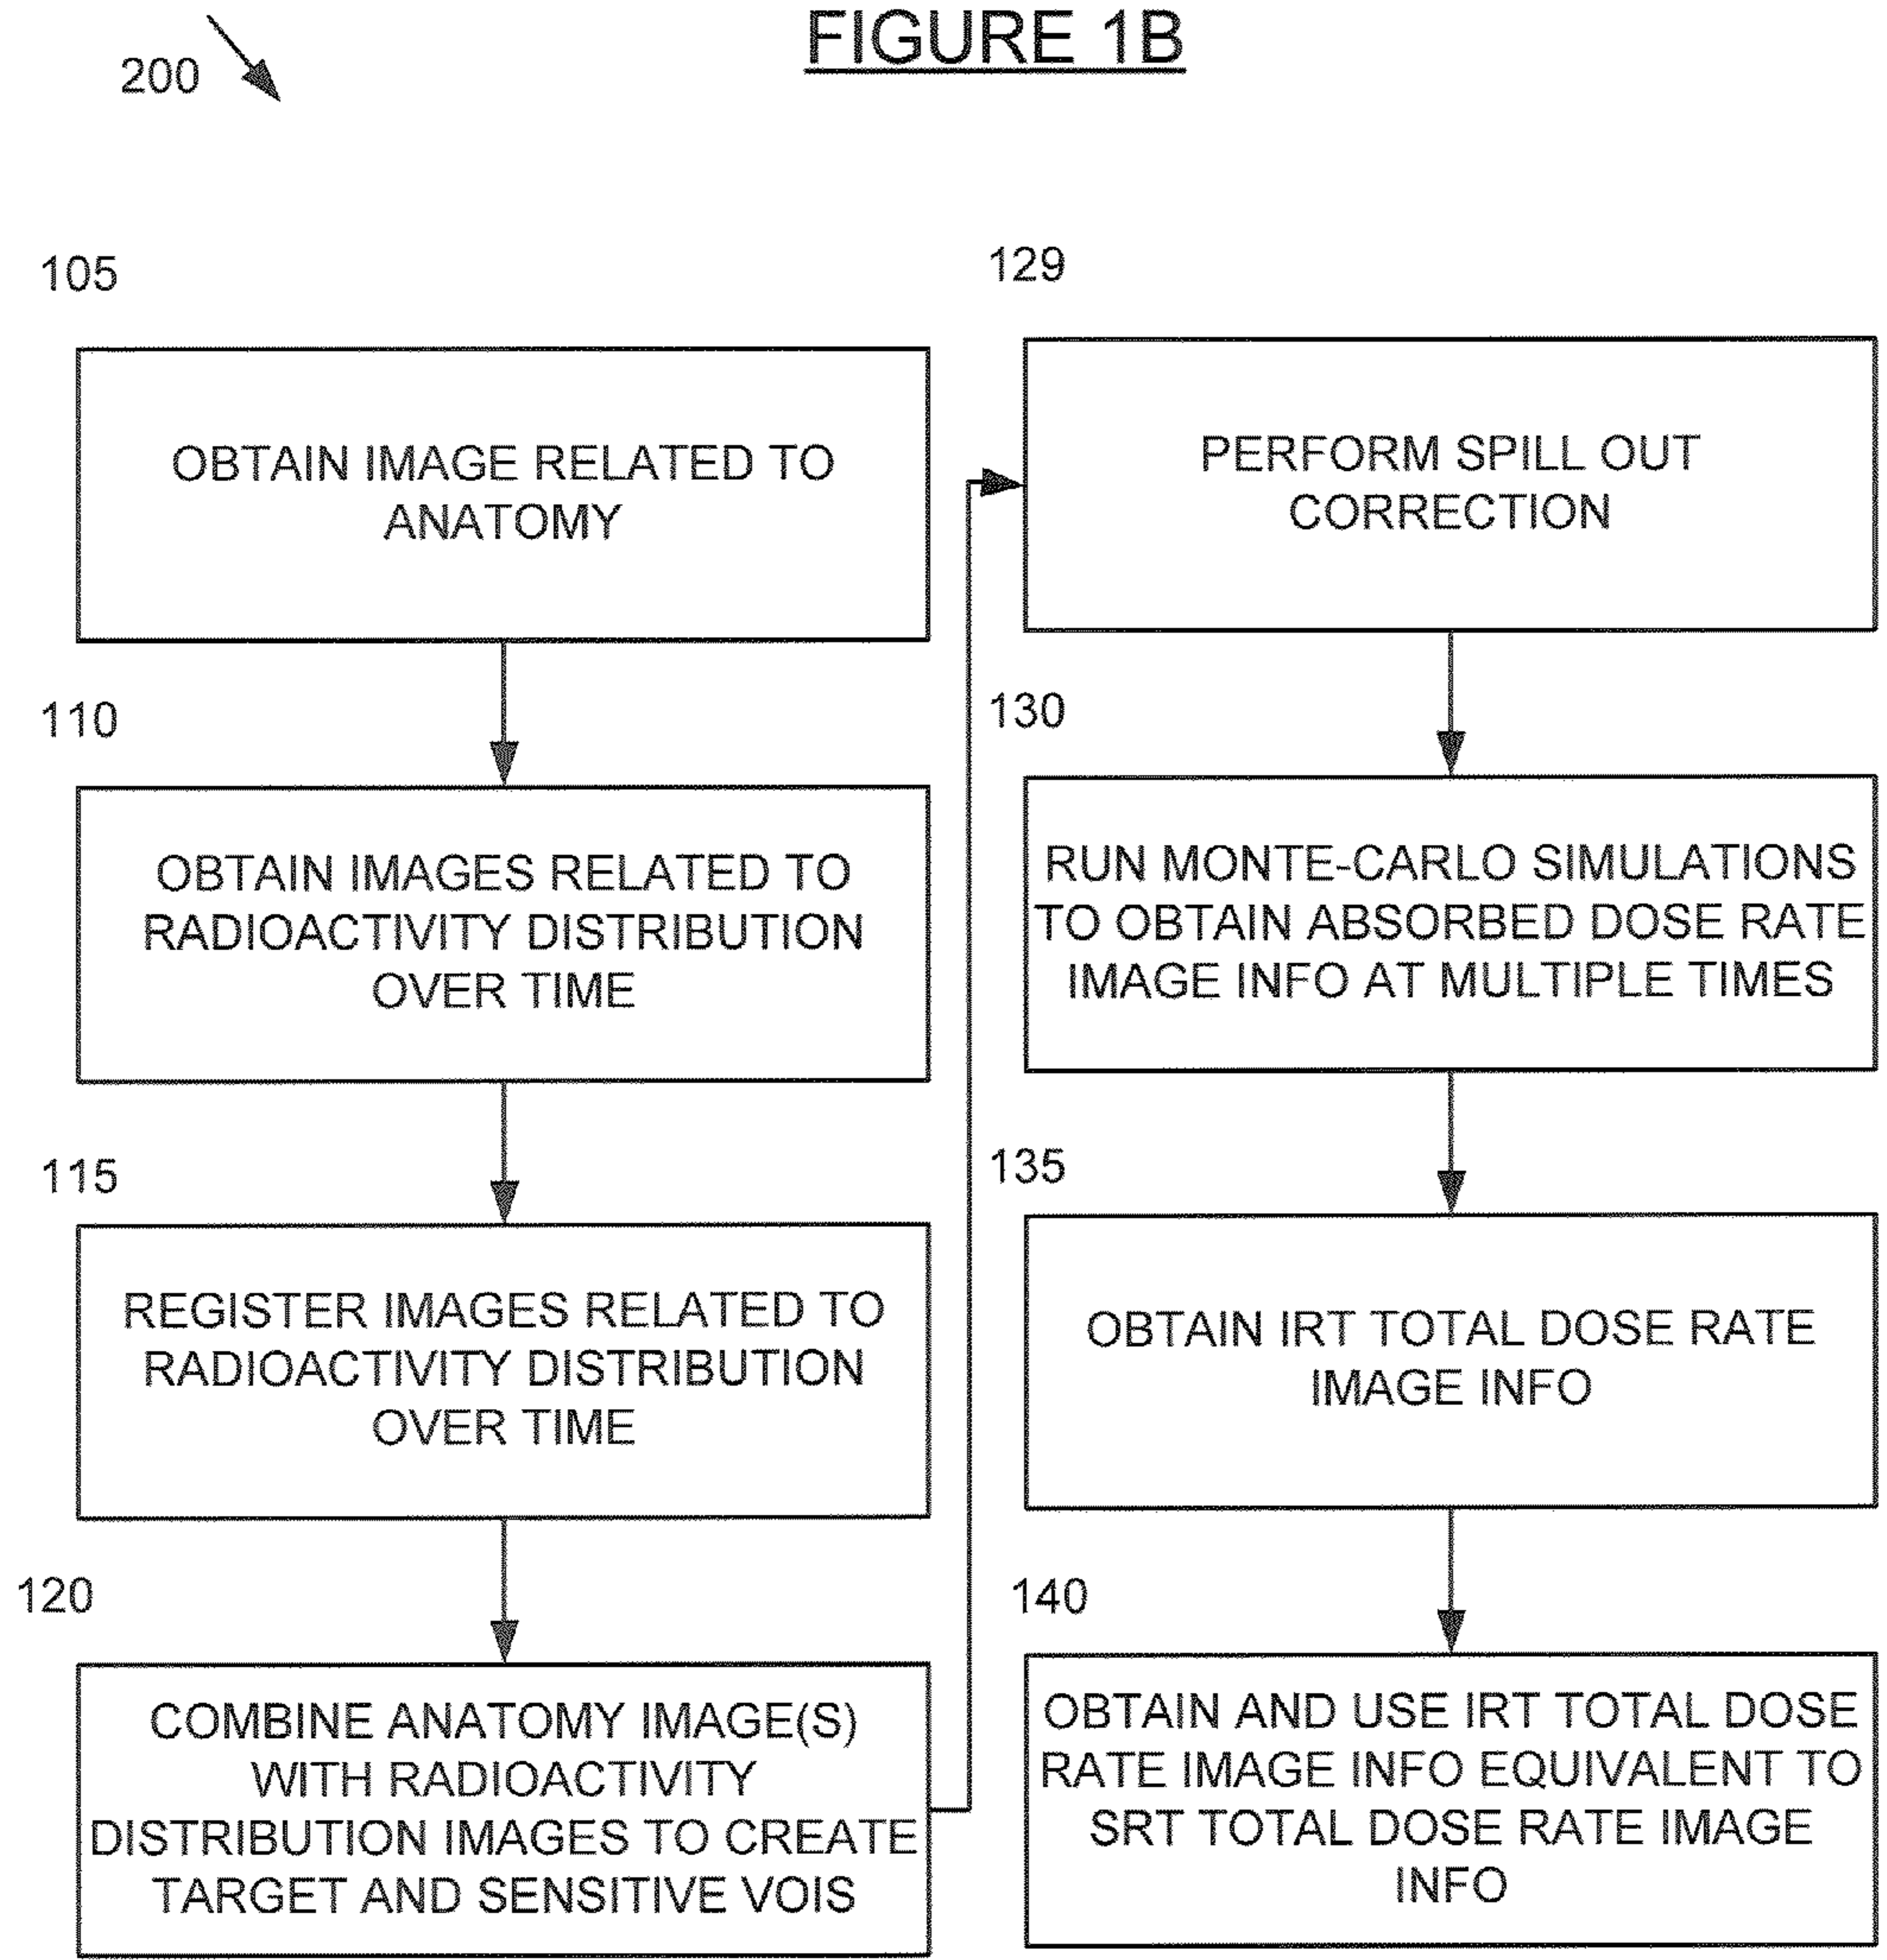 FIGURE 1B
200
105
OBTAIN IMAGE RELATED TO
ANATOMY
110
OBTAIN IMAGES RELATED TO
RADIOACTIVITY DISTRIBUTION
OVER TIME
115
REGISTER IMAGES RELATED TO
RADIOACTIVITY DISTRIBUTION
OVER TIME
120
COMBINE ANATOMY IMAGE(S)
WITH RADIOACTIVITY
DISTRIBUTION IMAGES TO CREATE
TARGET AND SENSITIVE VOIS
129
PERFORM SPILL OUT
CORRECTION
130
RUN MONTE-CARLO SIMULATIONS
TO OBTAIN ABSORBED DOSE RATE
IMAGE INFO AT MULTIPLE TIMES
135
OBTAIN IRT TOTAL DOSE RATE
IMAGE INFO
140
OBTAIN AND USE IRT TOTAL DOSE
RATE IMAGE INFO EQUIVALENT TO
SRT TOTAL DOSE RATE IMAGE
INFO